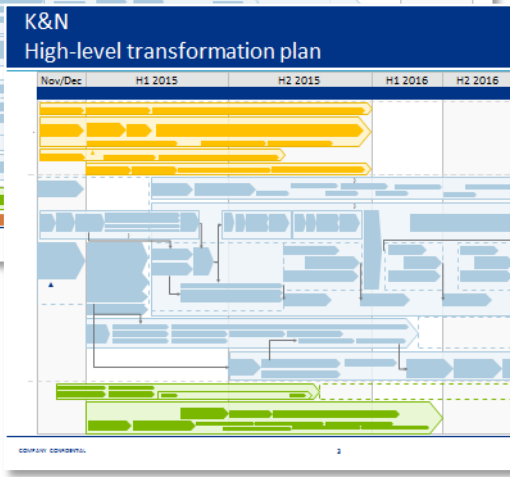 K&N
High-level transformation plan
Nov/Dec H1 2015 H2 2015 H1 2016 H2 2016
COMPANY CONFIDENTIAL 3